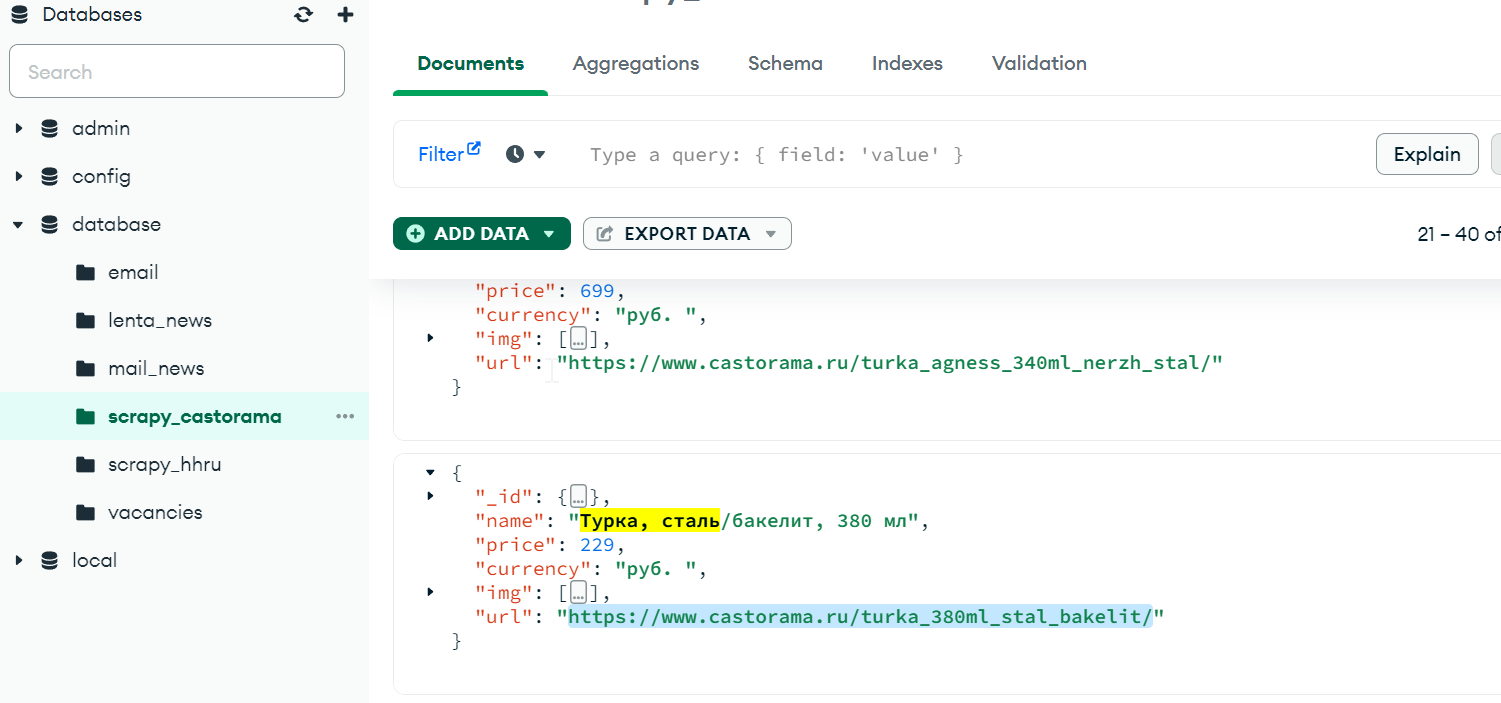 Databases
Search
admin
config
database
email
lenta_news
mail_news
scrapy_castorama
scrapy_hhru
vacancies
local
Documents Aggregations Schema Indexes Validation
Filter Type a query: { field: 'value' } Explain
ADD DATA EXPORT DATA 21 – 40 of
"price": 699,
"currency": "руб. ",
"img": […],
"url": "https://www.castorama.ru/turka_agness_340ml_nerzh_stal/"
}
{
"_id": {…},
"name": "Турка, сталь/бакелит, 380 мл",
"price": 229,
"currency": "руб. ",
"img": […],
"url": "https://www.castorama.ru/turka_380ml_stal_bakelit/"
}